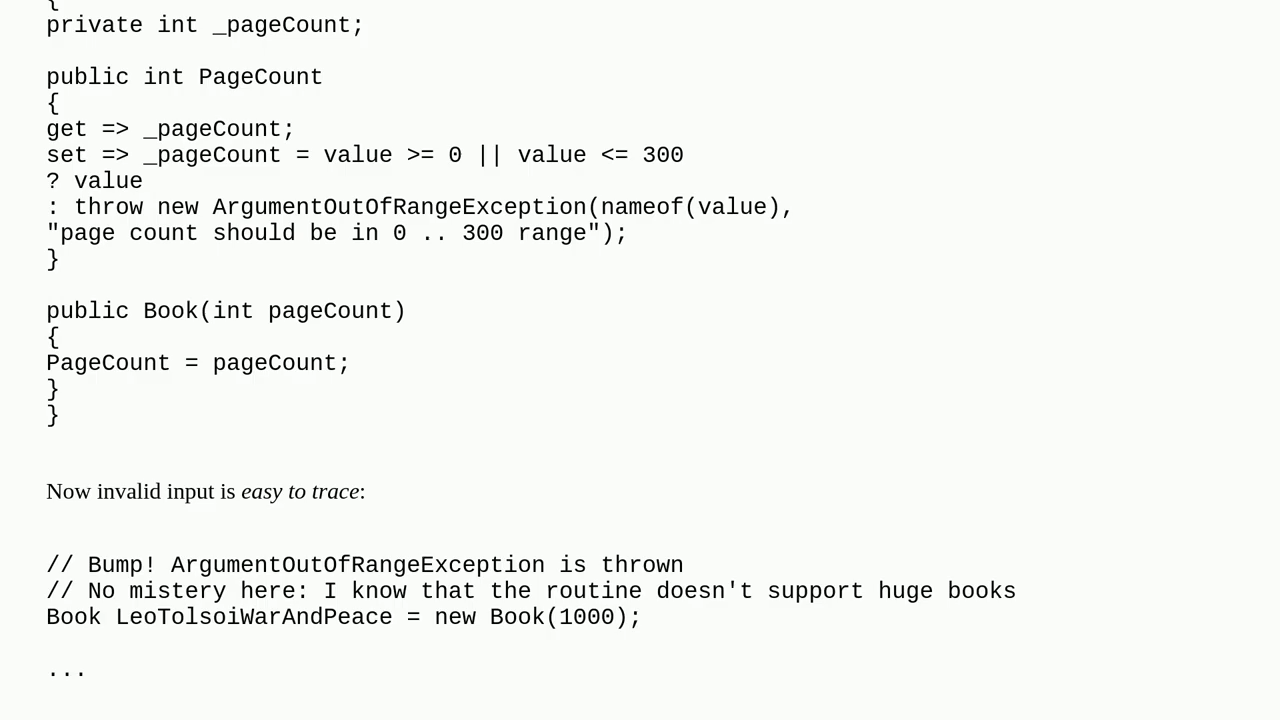 {
private int _pageCount;
public int PageCount
{
get => _pageCount;
set => _pageCount = value >= 0 || value <= 300
? value
: throw new ArgumentOutOfRangeException(nameof(value),
"page count should be in 0 .. 300 range");
}
public Book(int pageCount)
{
PageCount = pageCount;
}
}
Now invalid input is easy to trace:
// Bump! ArgumentOutOfRangeException is thrown
// No mistery here: I know that the routine doesn't support huge books
Book LeoTolsoiWarAndPeace = new Book(1000);
...